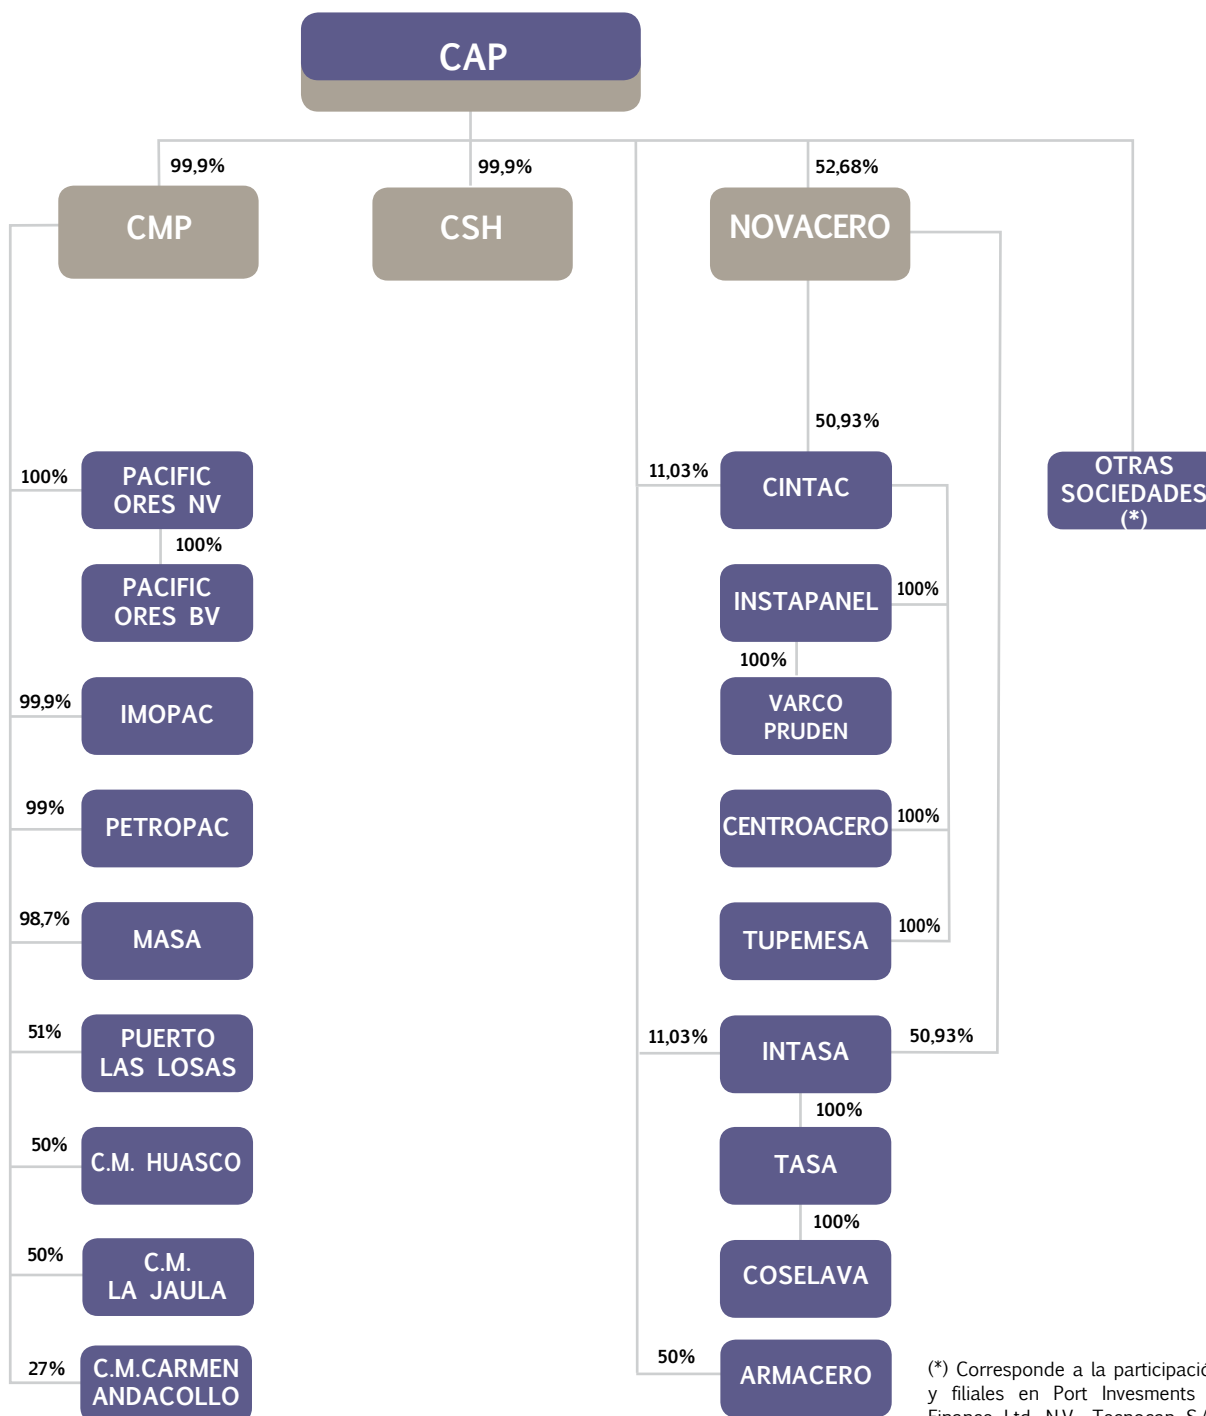 CAP
99,9%
99,9%
52,68%
CMP
CSH
NOVACERO
50,93%
100%
PACIFIC
ORES NV
100%
PACIFIC
ORES BV
99,9%
IMOPAC
99%
PETROPAC
98,7%
MASA
51%
PUERTO
LAS LOSAS
50%
C.M. HUASCO
50%
C.M.
LA JAULA
27%
C.M.CARMEN
ANDACOLLO
11,03%
CINTAC
INSTAPANEL
100%
100%
VARCO
PRUDEN
CENTROACERO
100%
TUPEMESA
100%
11,03%
INTASA
50,93%
100%
TASA
100%
COSELAVA
50%
ARMACERO
OTRAS
SOCIEDADES
(*)
(*) Corresponde a la participació
y filiales en Port Invesments
Finance Ltd. N.V., Tecnocap S.A